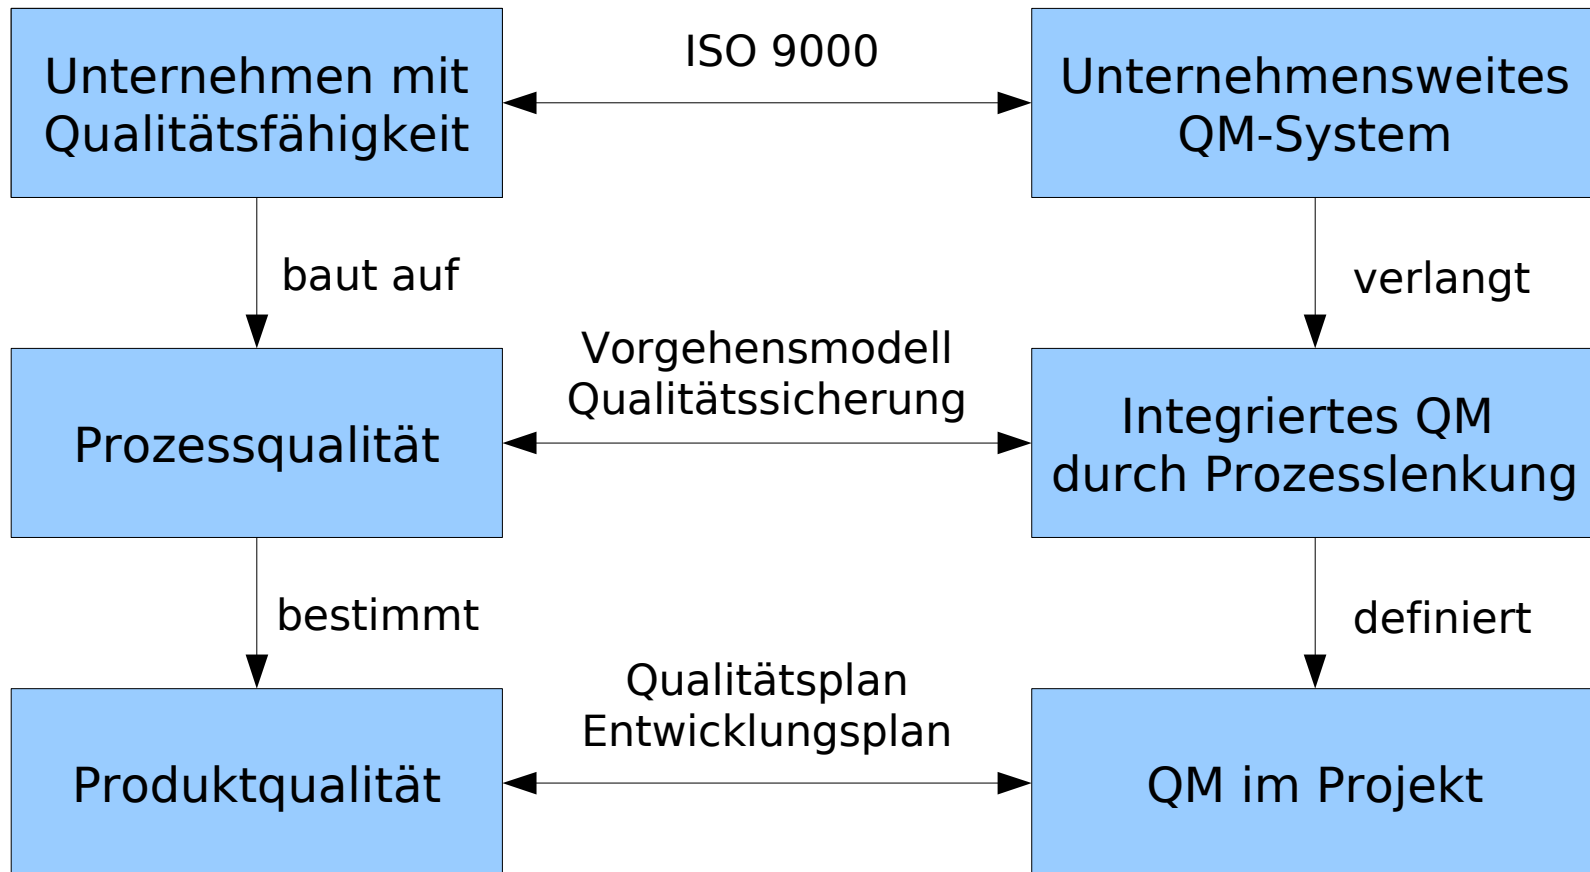 Unternehmen mit
Qualitätsfähigkeit
ISO 9000
Unternehmensweites
QM-System
baut auf
verlangt
Prozessqualität
Vorgehensmodell
Qualitätssicherung
Integriertes QM
durch Prozesslenkung
bestimmt
definiert
Produktqualität
Qualitätsplan
Entwicklungsplan
QM im Projekt